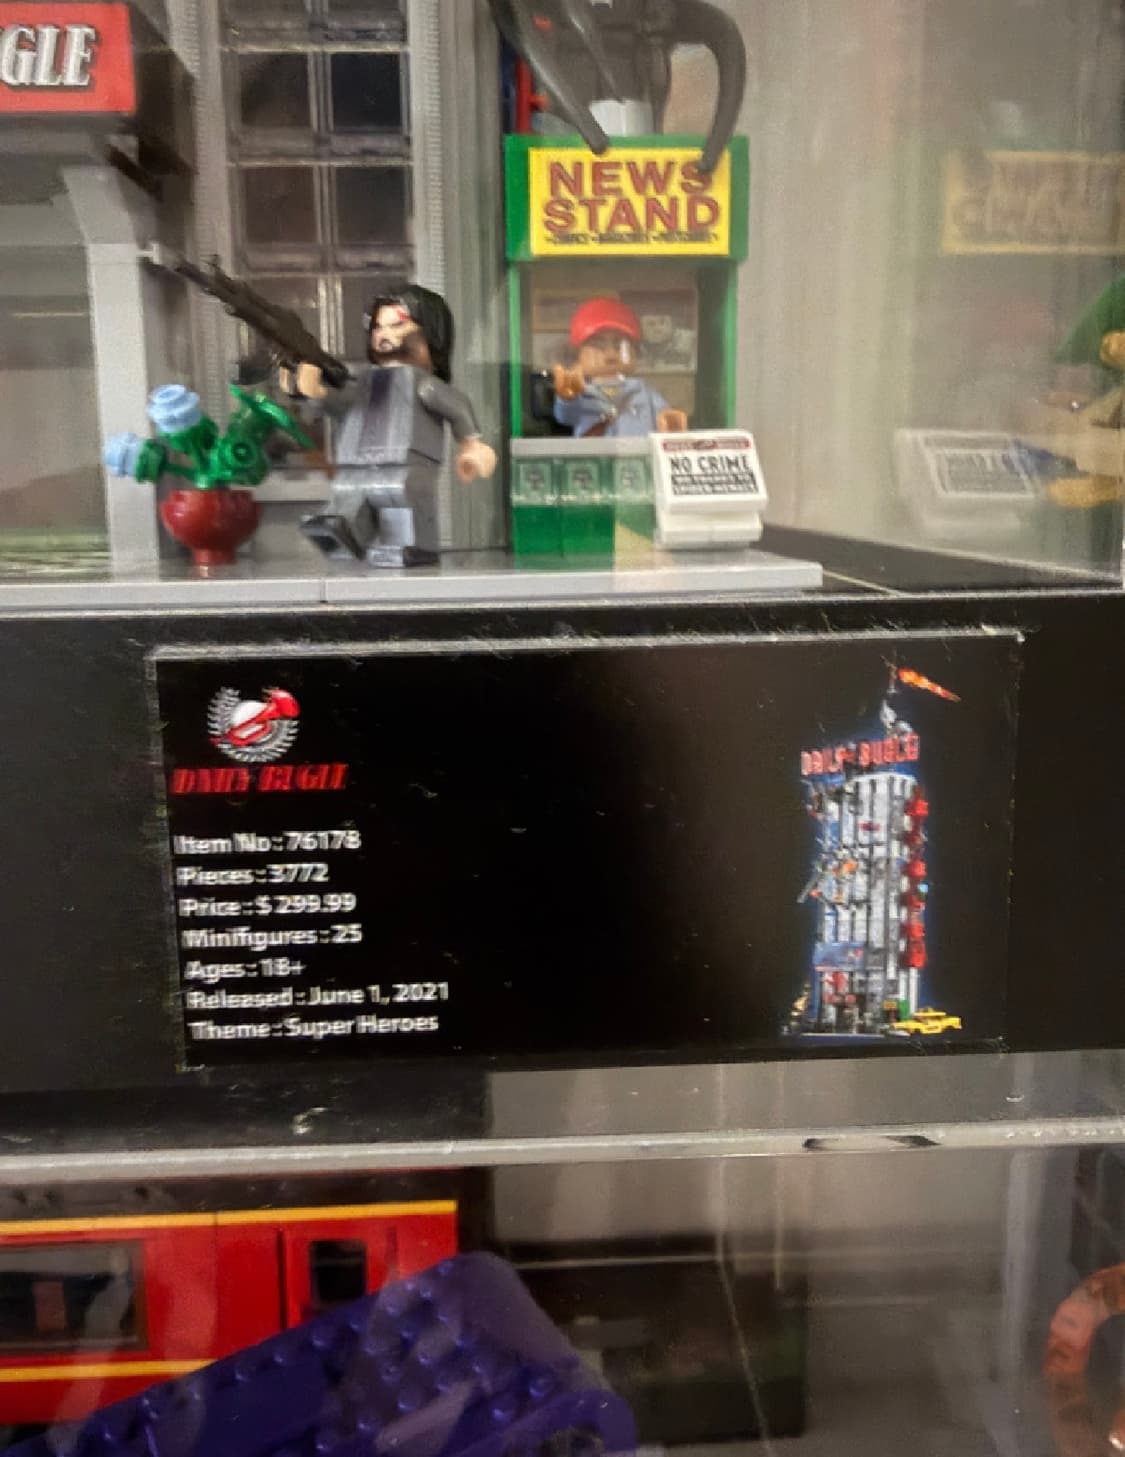 GLE
NEWS
STAND
NO CRIME
DAILY BUGLE
Item No : 76178
Pieces : 3772
Price : $ 299.99
Minifigures : 25
Ages : 18+
Released : June 1, 2021
Theme : Super Heroes
DAILY BUGLE